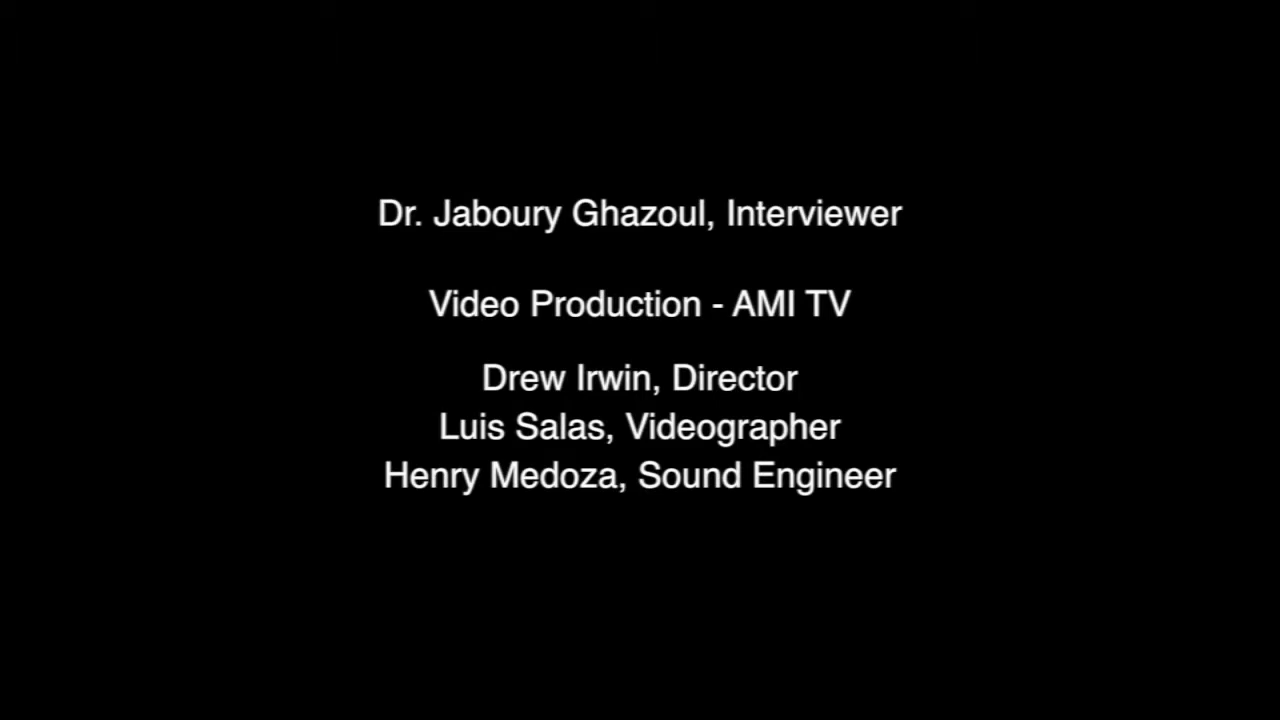 Dr. Jaboury Ghazoul, Interviewer
Video Production - AMI TV
Drew Irwin, Director
Luis Salas, Videographer
Henry Medoza, Sound Engineer